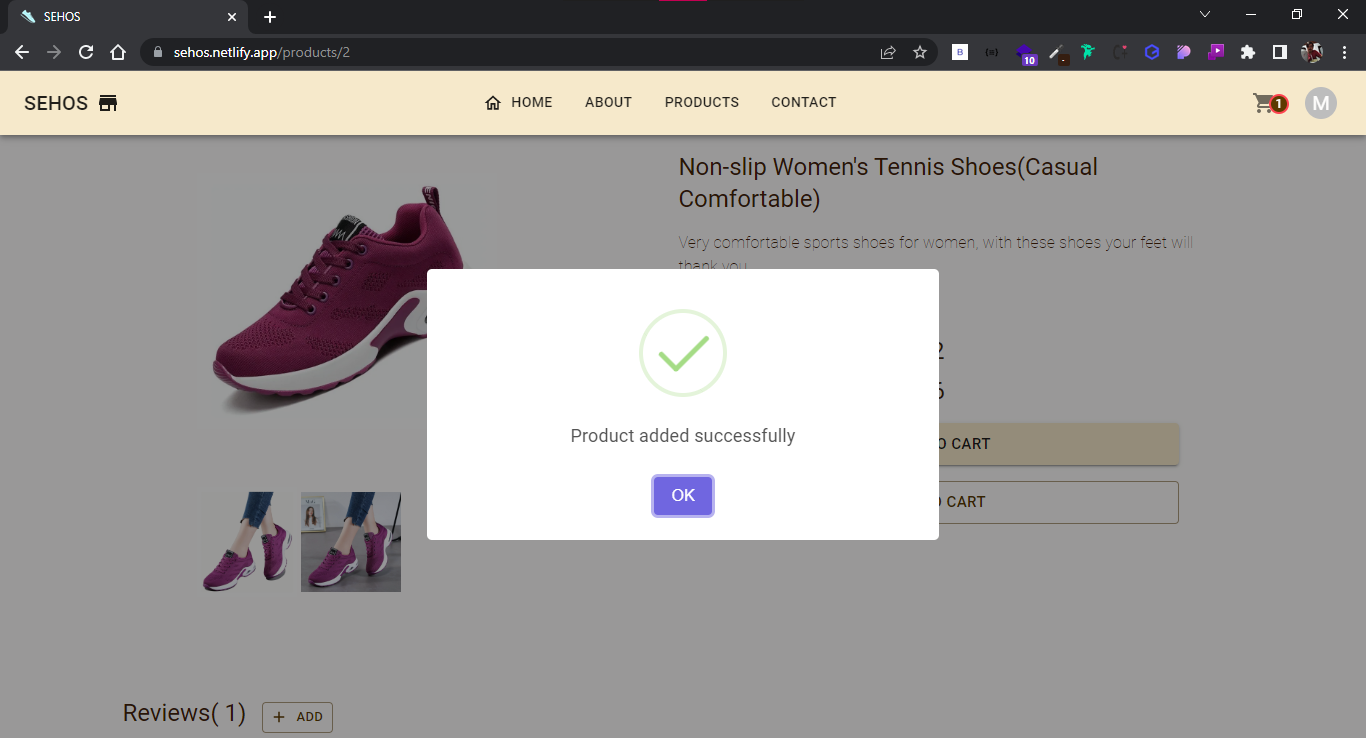 SEHOS
sehos.netlify.app/products/2
B
10
SEHOS
HOME
ABOUT
PRODUCTS
CONTACT
1
M
Non-slip Women's Tennis Shoes(Casual
Comfortable)
Very comfortable sports shoes for women, with these shoes your feet will
thank you
O CART
O CART
Product added successfully
OK
Reviews( 1)
ADD